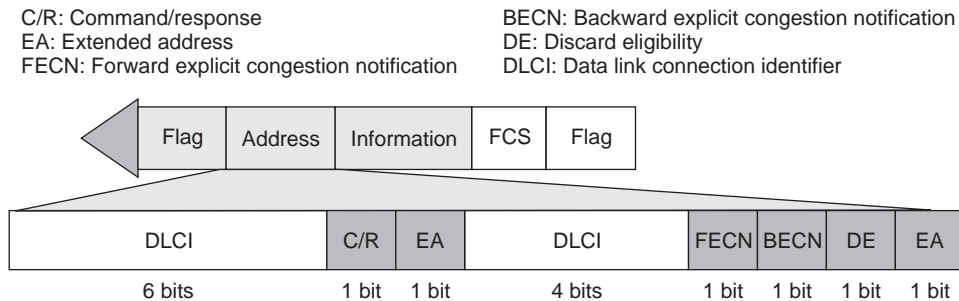 C/R: Command/response
EA: Extended address
FECN: Forward explicit congestion notification
BECN: Backward explicit congestion notification
DE: Discard eligibility
DLCI: Data link connection identifier
Flag Address Information FCS Flag
DLCI C/R EA DLCI FECN BECN DE EA
6 bits 1 bit 1 bit 4 bits 1 bit 1 bit 1 bit 1 bit